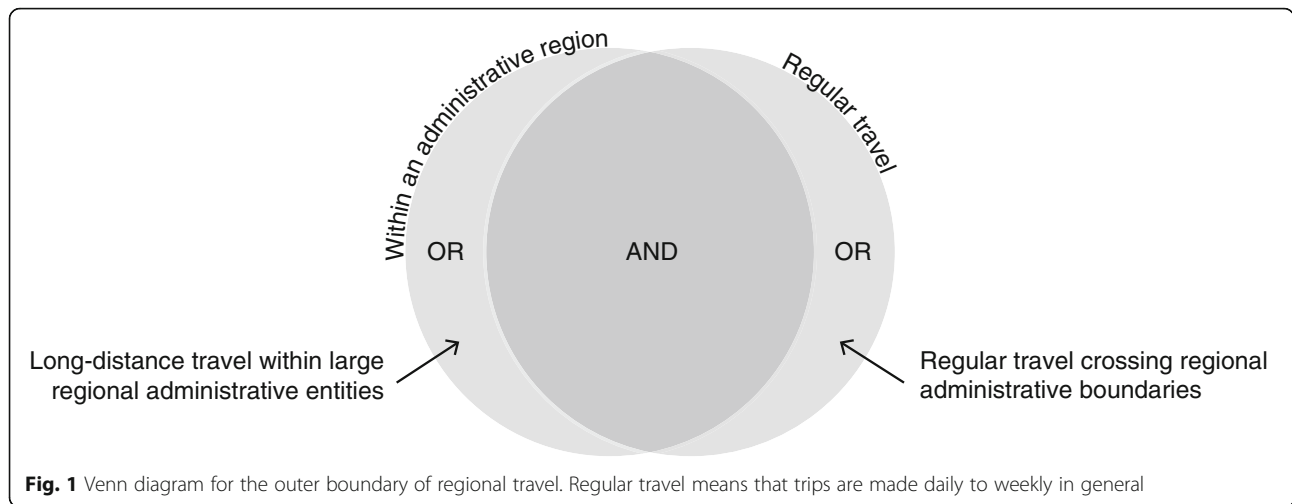 Within an administrative region
Regular travel
OR
AND
OR
Long-distance travel within large
regional administrative entities
Regular travel crossing regional
administrative boundaries
Fig. 1 Venn diagram for the outer boundary of regional travel. Regular travel means that trips are made daily to weekly in general